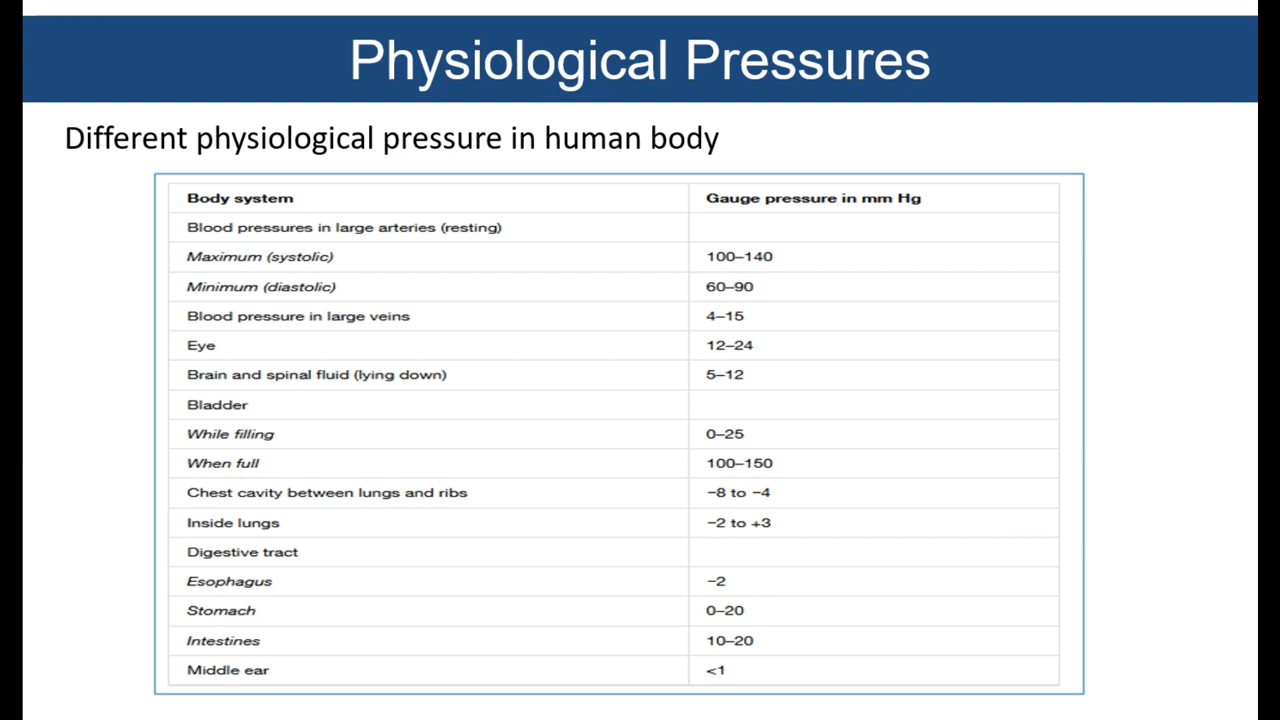 Physiological Pressures
Different physiological pressure in human body
Body system Gauge pressure in mm Hg
Blood pressures in large arteries (resting)
Maximum (systolic) 100–140
Minimum (diastolic) 60–90
Blood pressure in large veins 4–15
Eye 12–24
Brain and spinal fluid (lying down) 5–12
Bladder
While filling 0–25
When full 100–150
Chest cavity between lungs and ribs −8 to −4
Inside lungs −2 to +3
Digestive tract
Esophagus −2
Stomach 0–20
Intestines 10–20
Middle ear <1